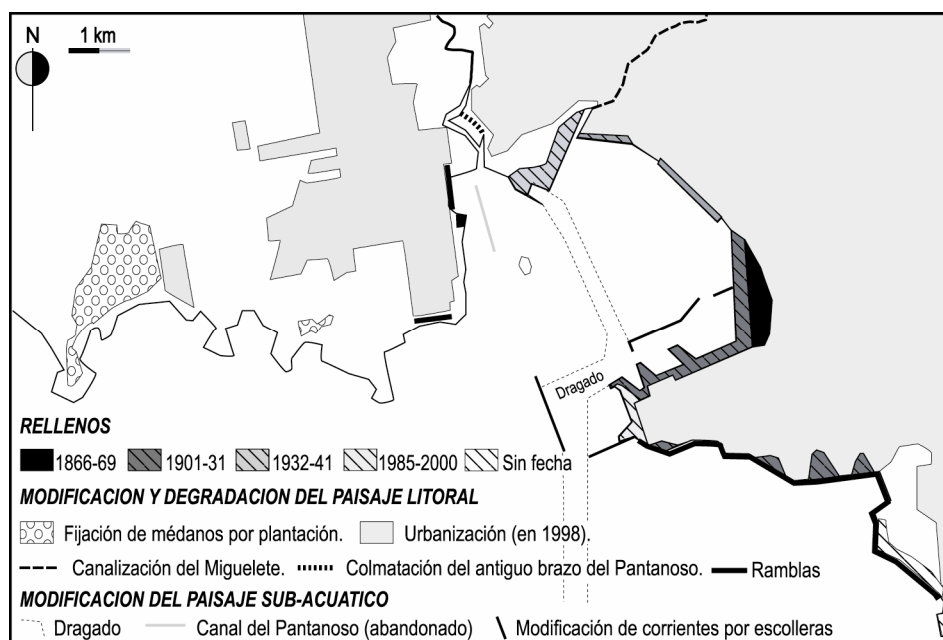 N
1 km
Dragado
RELLENOS
1866-69 1901-31 1932-41 1985-2000 Sin fecha
MODIFICACION Y DEGRADACION DEL PAISAJE LITORAL
Fijación de médanos por plantación. Urbanización (en 1998).
Canalización del Miguelete. Colmatación del antiguo brazo del Pantanoso. Ramblas
MODIFICACION DEL PAISAJE SUB-ACUATICO
Dragado Canal del Pantanoso (abandonado) Modificación de corrientes por escolleras